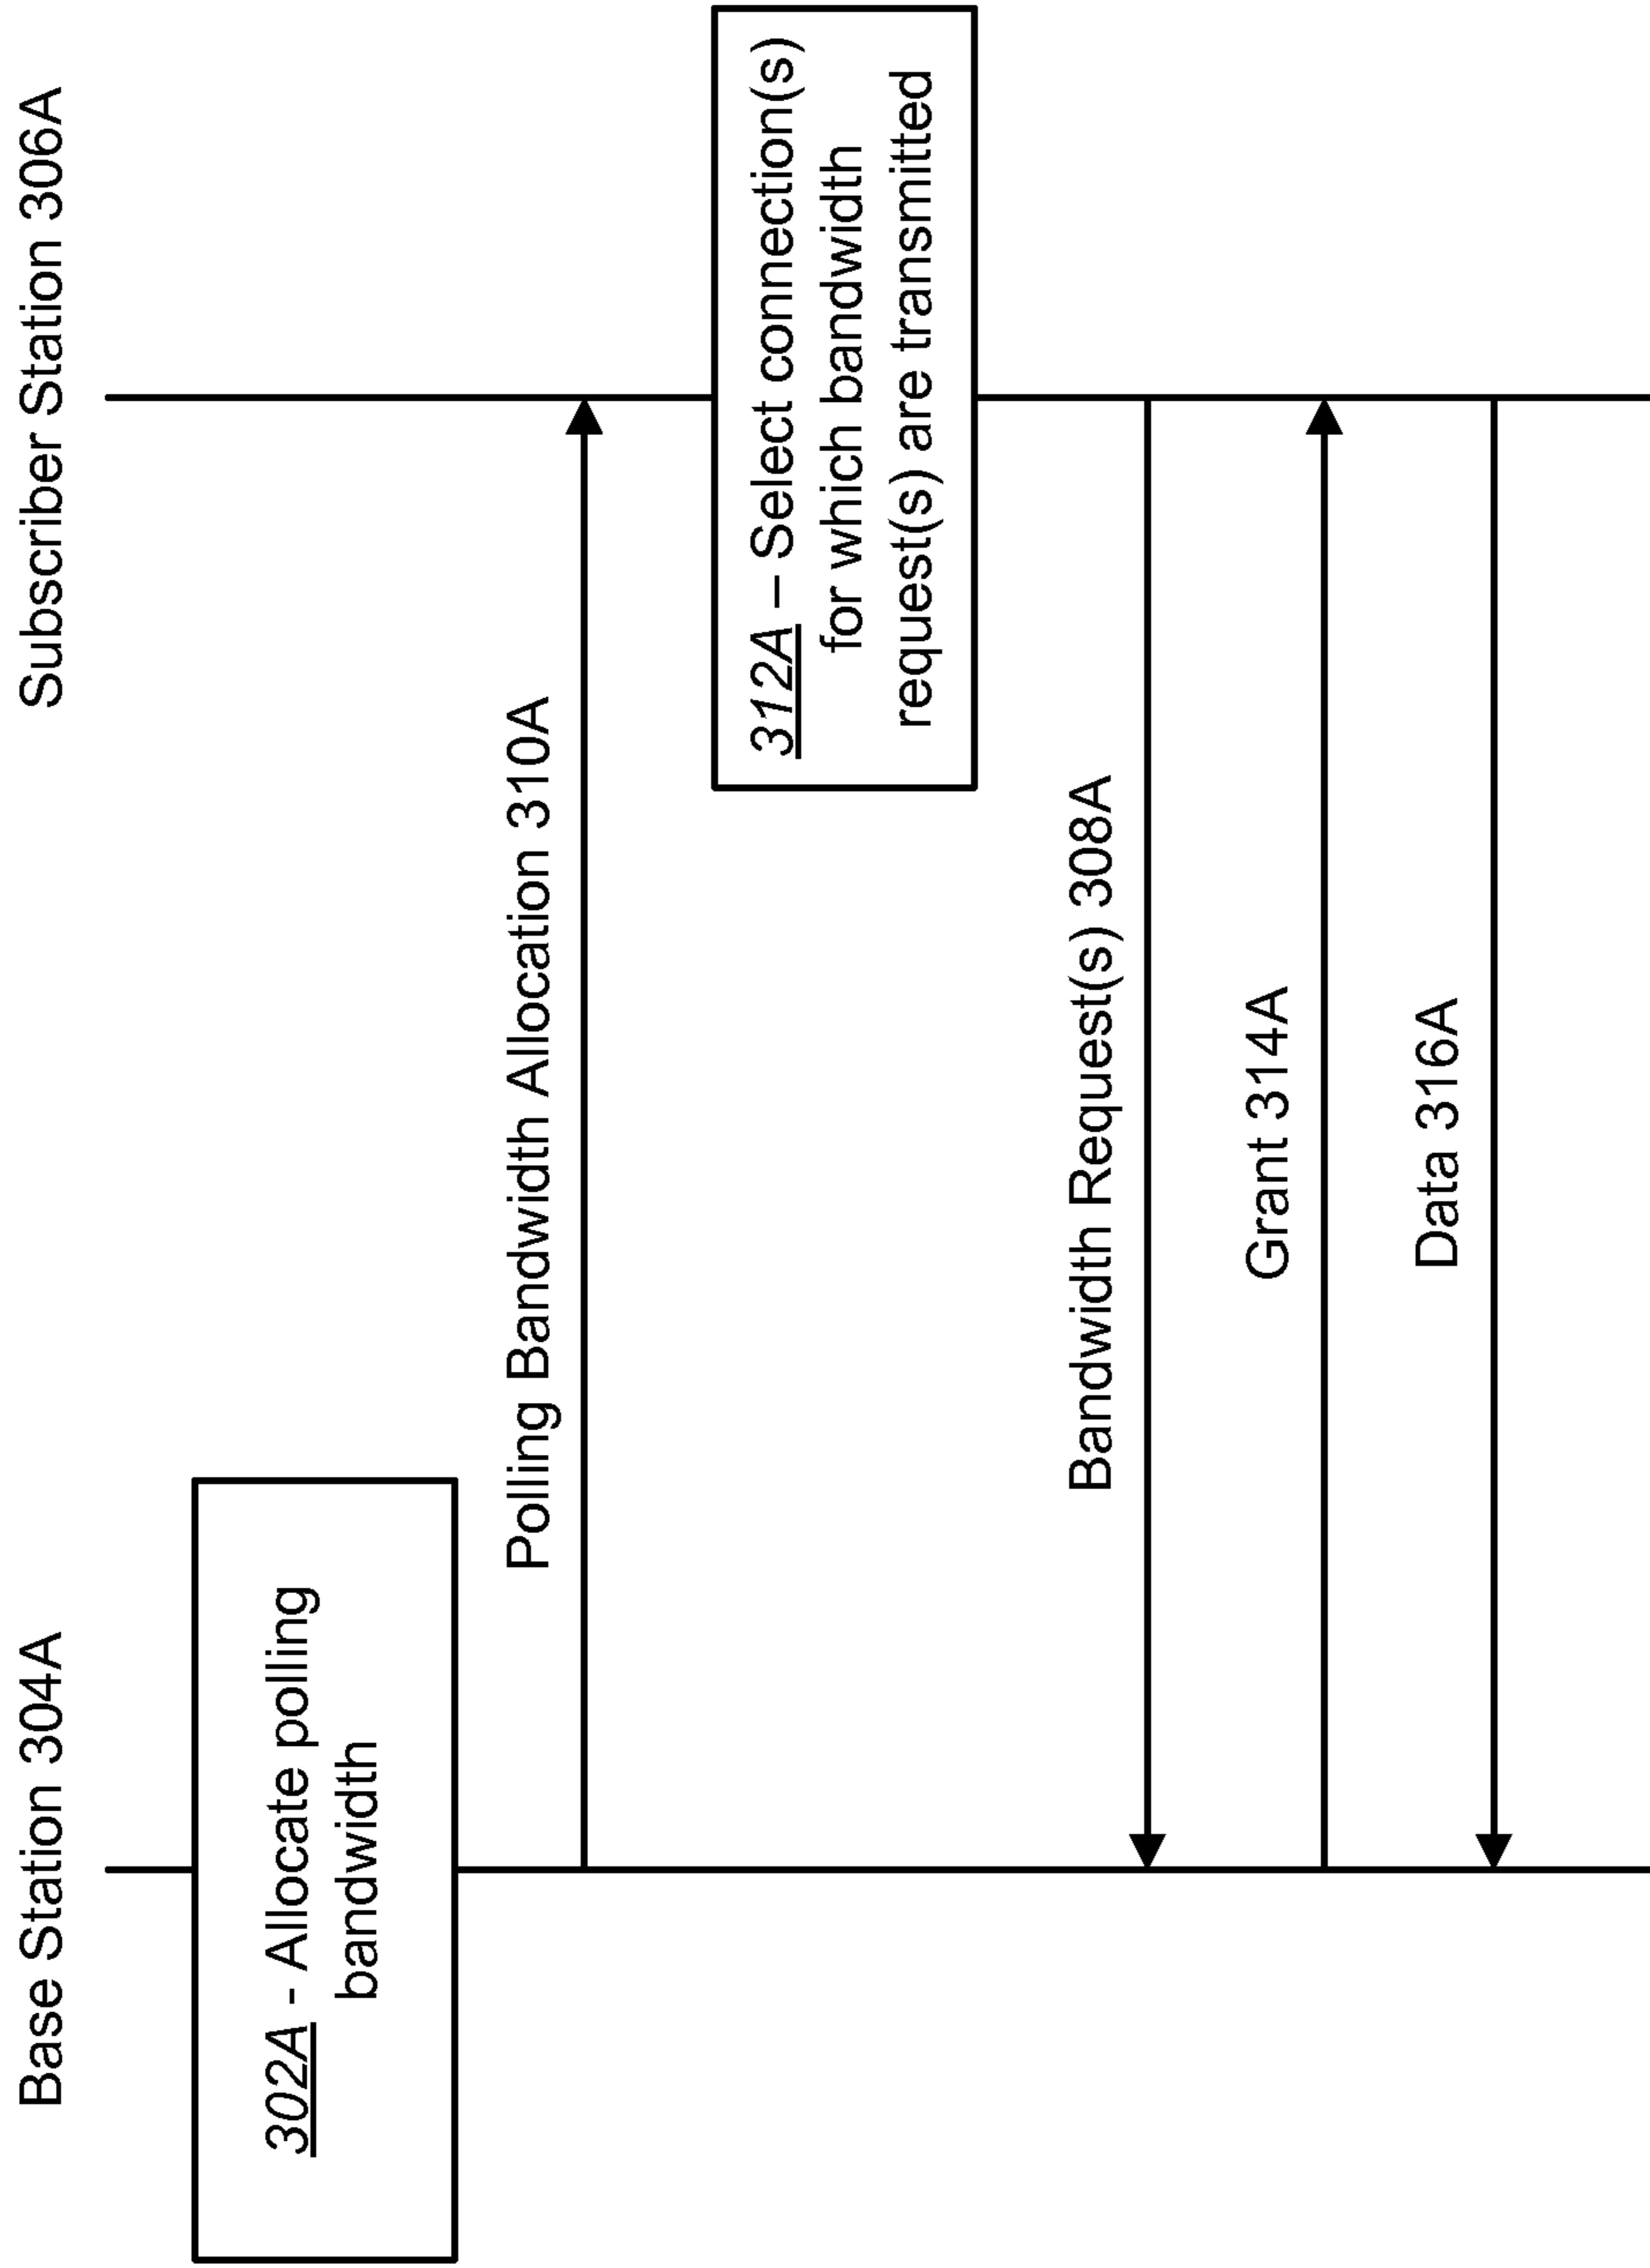 Base Station 304A
Subscriber Station 306A
302A - Allocate polling
bandwidth
Polling Bandwidth Allocation 310A
312A – Select connection(s)
for which bandwidth
request(s) are transmitted
Bandwidth Request(s) 308A
Grant 314A
Data 316A